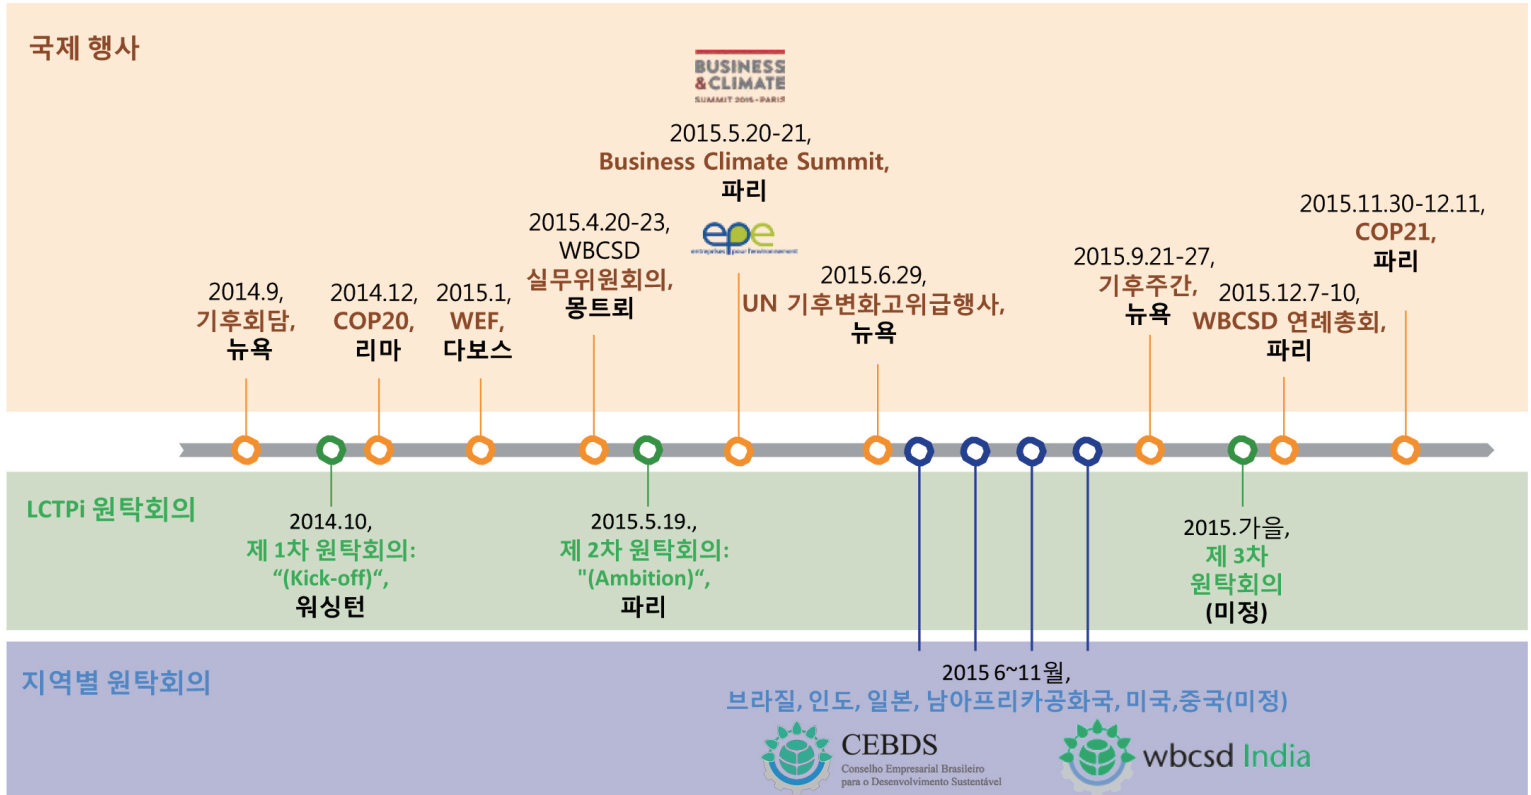 국제 행사
BUSINESS
&CLIMATE
SUMMIT 2015-PARIS
2015.5.20-21,
Business Climate Summit,
파리
epe
entreprises pour l'environnement
2014.9,
기후회담,
뉴욕
2014.12,
COP20,
리마
2015.1,
WEF,
다보스
2015.4.20-23,
WBCSD
실무위원회의,
몽트뢰
2015.6.29,
UN 기후변화고위급행사,
뉴욕
2015.9.21-27,
기후주간,
뉴욕
2015.12.7-10,
WBCSD 연례총회,
파리
2015.11.30-12.11,
COP21,
파리
LCTPi 원탁회의
2014.10,
제 1차 원탁회의:
“(Kick-off)“,
워싱턴
2015.5.19.,
제 2차 원탁회의:
"(Ambition)“,
파리
2015.가을,
제 3차
원탁회의
(미정)
지역별 원탁회의
2015 6~11월,
브라질, 인도, 일본, 남아프리카공화국, 미국,중국(미정)
CEBDS
Conselho Empresarial Brasileiro
para o Desenvolvimento Sustentável
wbcsd India